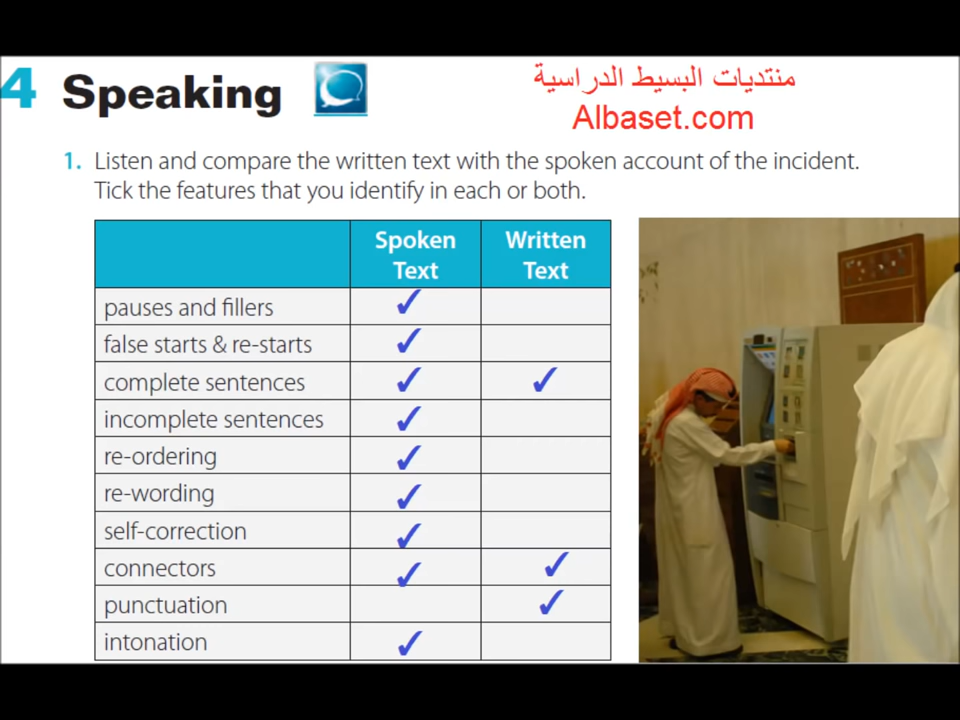 4 Speaking
منتديات البسيط الدراسية
Albaset.com
1. Listen and compare the written text with the spoken account of the incident.
Tick the features that you identify in each or both.
Spoken Text
Written Text
pauses and fillers ✓
false starts & re-starts ✓
complete sentences ✓ ✓
incomplete sentences ✓
re-ordering ✓
re-wording ✓
self-correction ✓
connectors ✓ ✓
punctuation ✓
intonation ✓